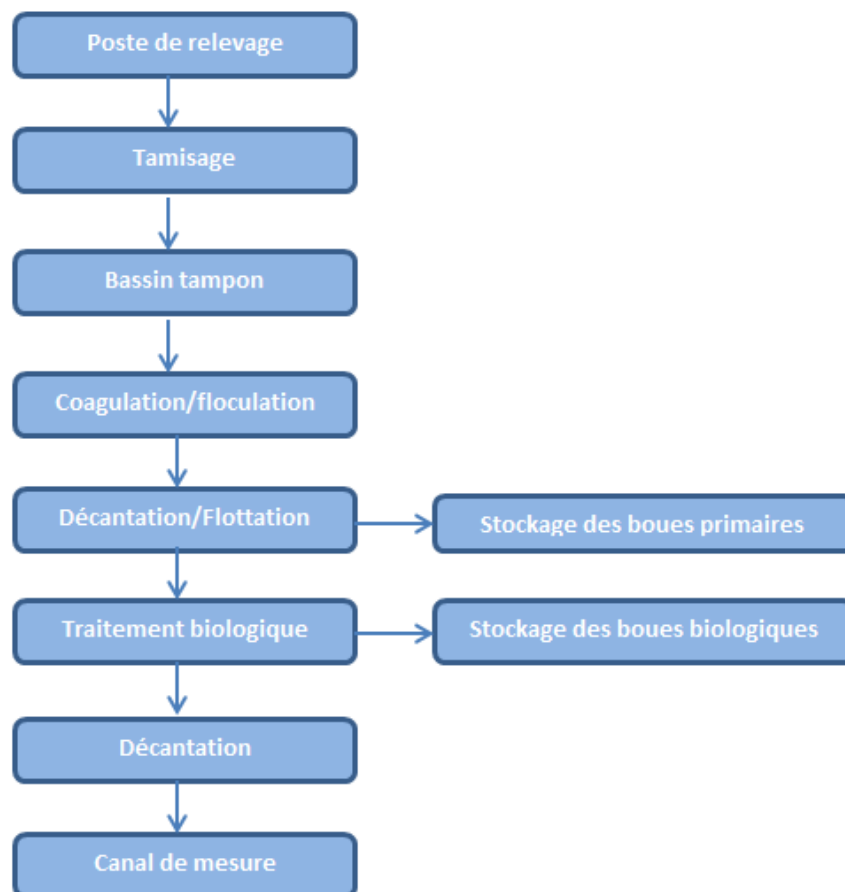 Poste de relevage
Tamisage
Bassin tampon
Coagulation/floculation
Décantation/Flottation
Stockage des boues primaires
Traitement biologique
Stockage des boues biologiques
Décantation
Canal de mesure